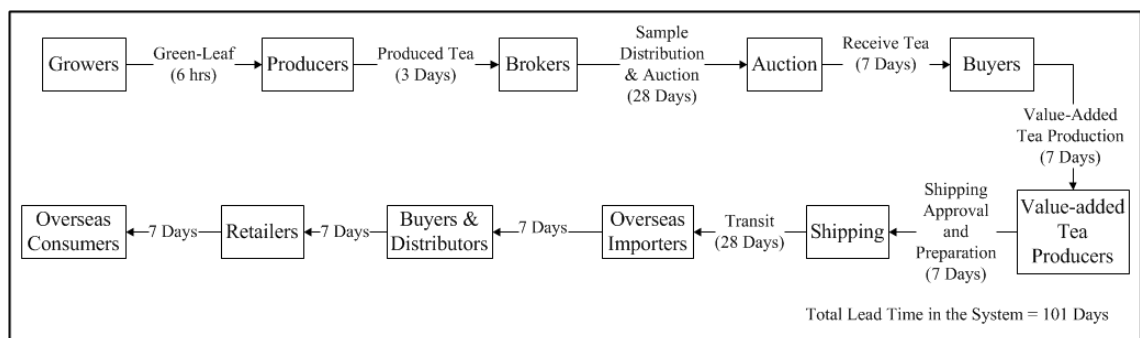 Growers
Green-Leaf
(6 hrs)
Producers
Produced Tea
(3 Days)
Brokers
Sample
Distribution
& Auction
(28 Days)
Auction
Receive Tea
(7 Days)
Buyers
Value-Added
Tea Production
(7 Days)
Value-added
Tea
Producers
Shipping
Approval
and
Preparation
(7 Days)
Shipping
Transit
(28 Days)
Overseas
Importers
7 Days
Buyers &
Distributors
7 Days
Retailers
7 Days
Overseas
Consumers
Total Lead Time in the System = 101 Days